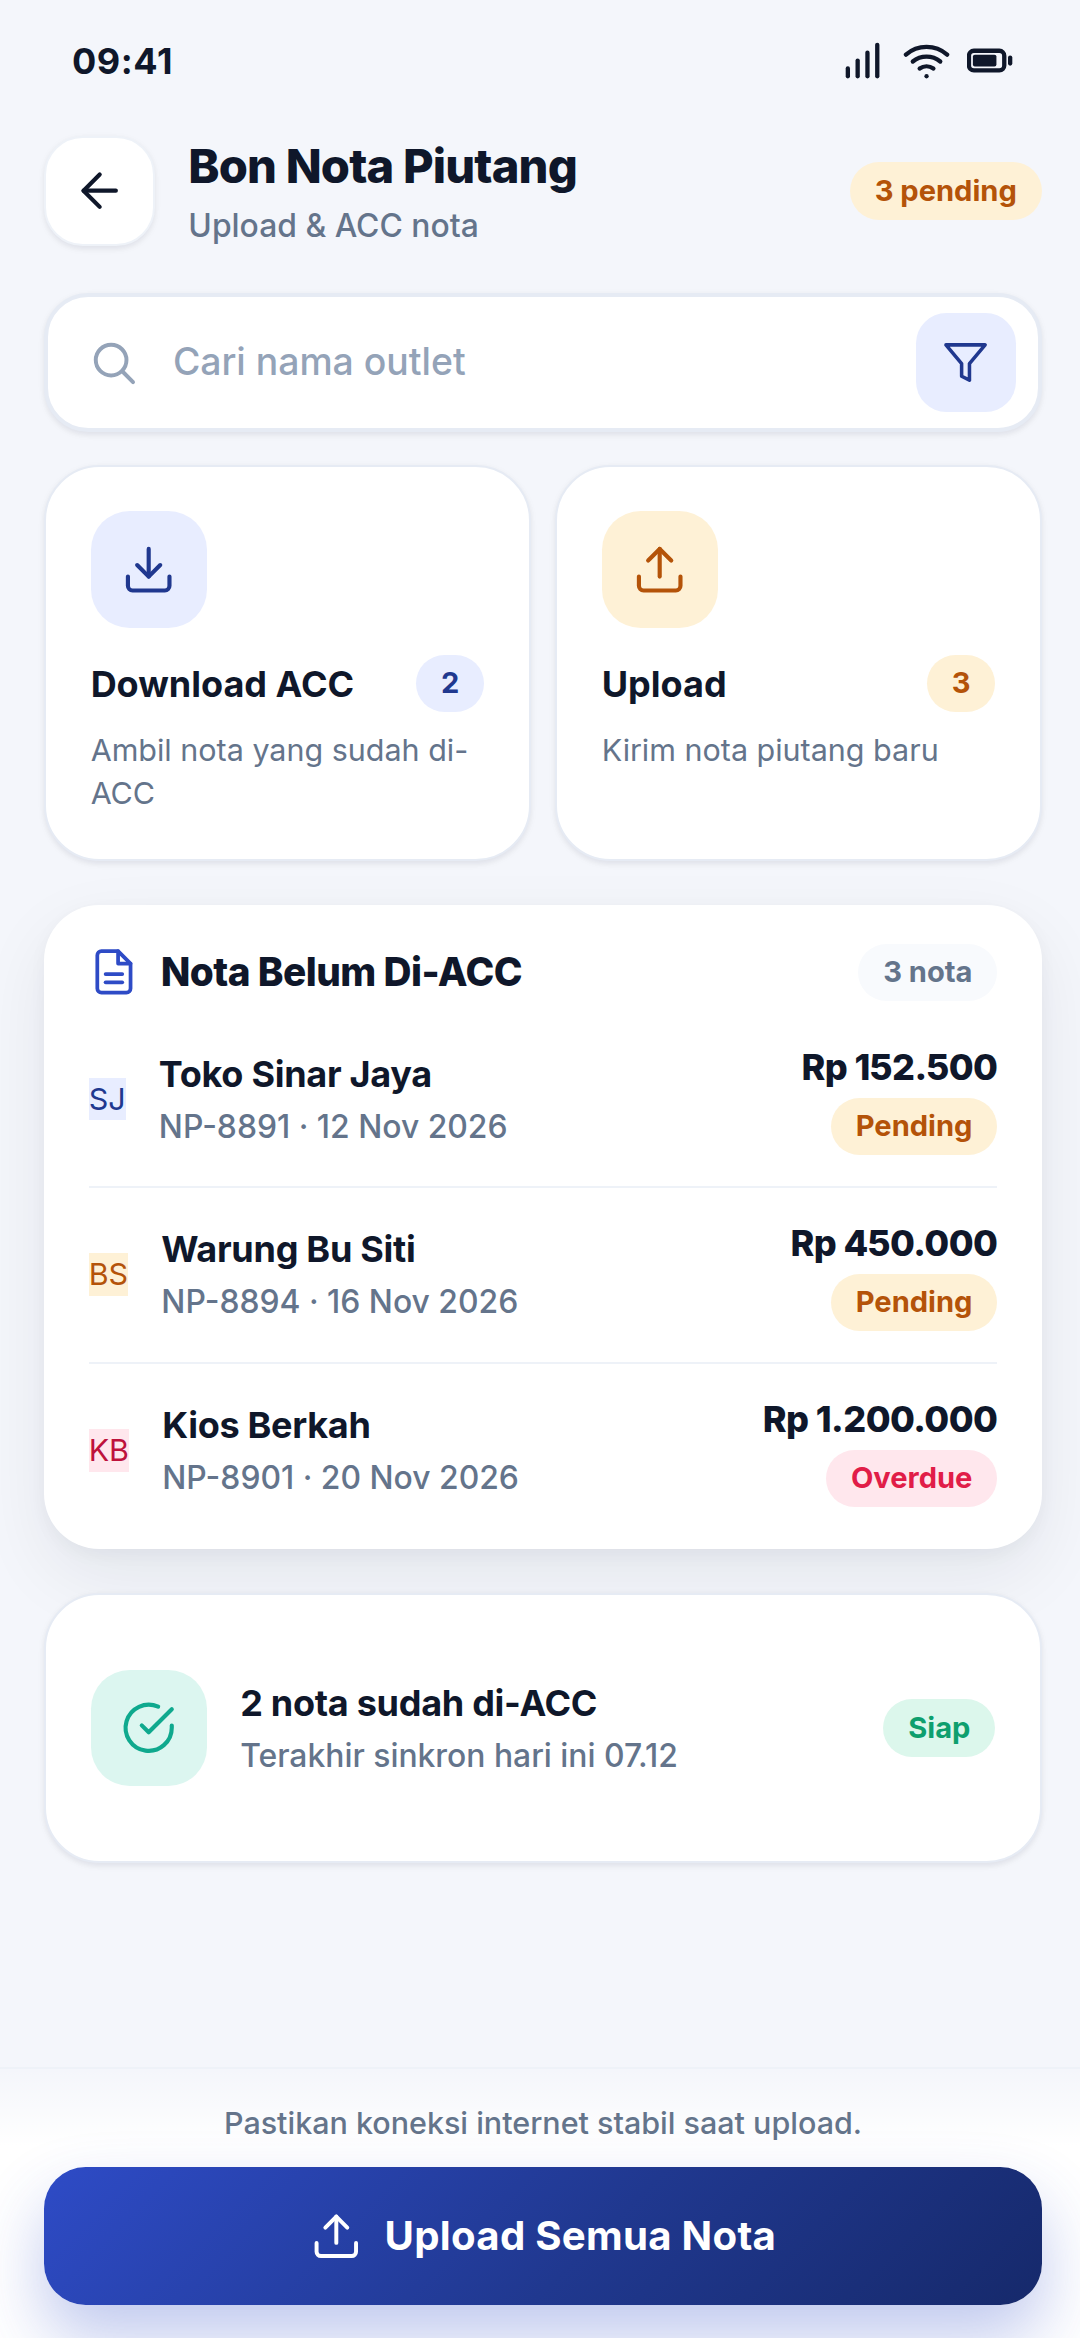 09:41
Bon Nota Piutang
Upload & ACC nota
3 pending
Cari nama outlet
Download ACC
2
Ambil nota yang sudah di-
ACC
Upload
3
Kirim nota piutang baru
Nota Belum Di-ACC
3 nota
SJ
Toko Sinar Jaya
NP-8891 · 12 Nov 2026
Rp 152.500
Pending
BS
Warung Bu Siti
NP-8894 · 16 Nov 2026
Rp 450.000
Pending
KB
Kios Berkah
NP-8901 · 20 Nov 2026
Rp 1.200.000
Overdue
2 nota sudah di-ACC
Terakhir sinkron hari ini 07.12
Siap
Pastikan koneksi internet stabil saat upload.
Upload Semua Nota